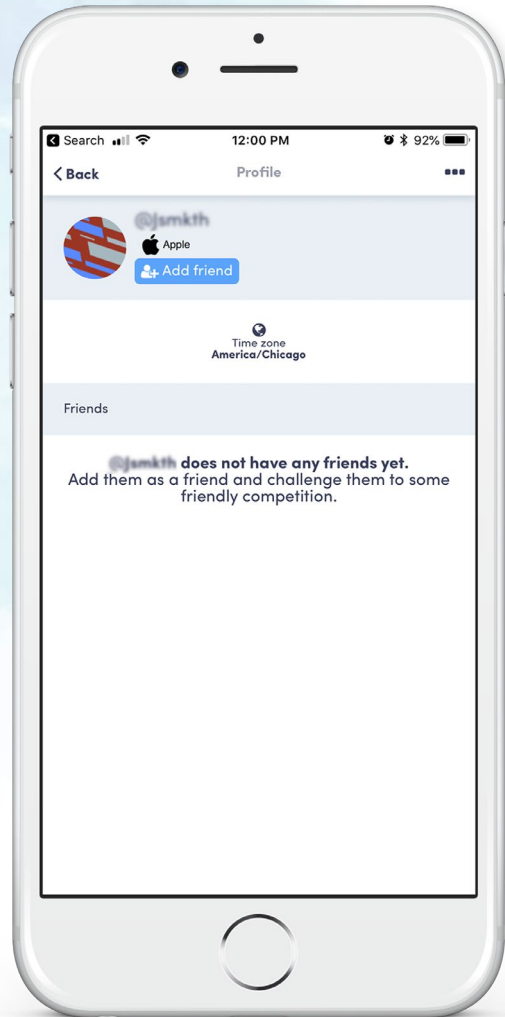 Search 12:00 PM 92%
Back Profile
Apple
Add friend
Time zone
America/Chicago
Friends
does not have any friends yet.
Add them as a friend and challenge them to some
friendly competition.